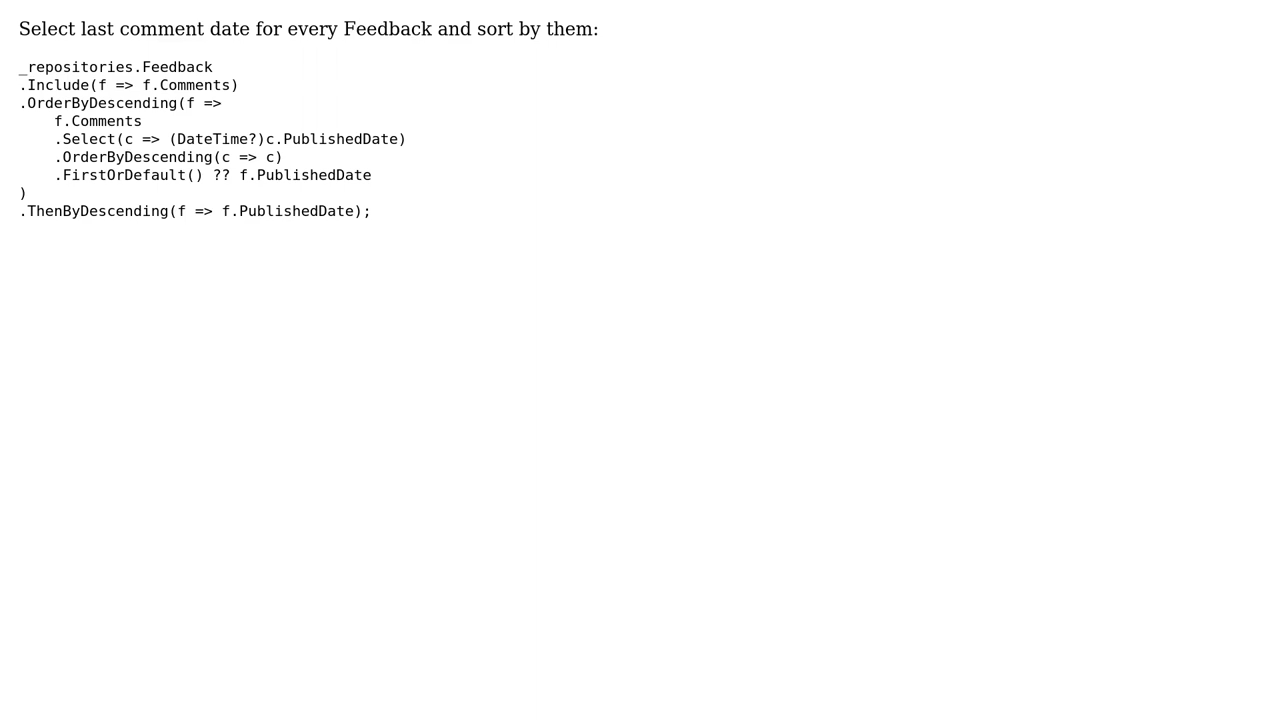 Select last comment date for every Feedback and sort by them:
_repositories.Feedback
.Include(f => f.Comments)
.OrderByDescending(f =>
    f.Comments
    .Select(c => (DateTime?)c.PublishedDate)
    .OrderByDescending(c => c)
    .FirstOrDefault() ?? f.PublishedDate
)
.ThenByDescending(f => f.PublishedDate);